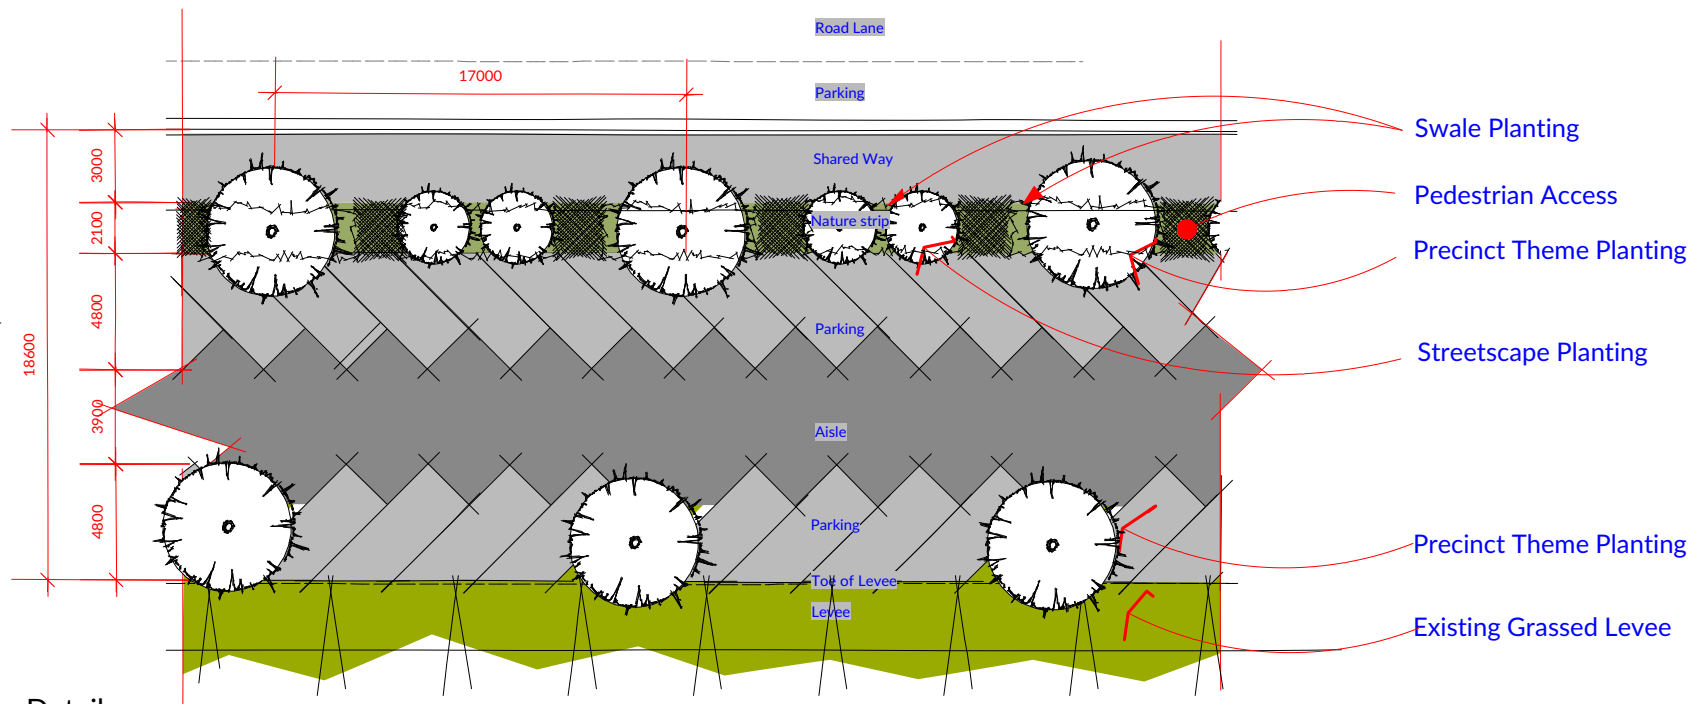 Road Lane
17000
Parking
Swale Planting
Shared Way
3000
Pedestrian Access
Nature strip
2100
Precinct Theme Planting
4800
Parking
18600
Streetscape Planting
3900
Aisle
4800
Parking
Precinct Theme Planting
Toe of Levee
Levee
Existing Grassed Levee